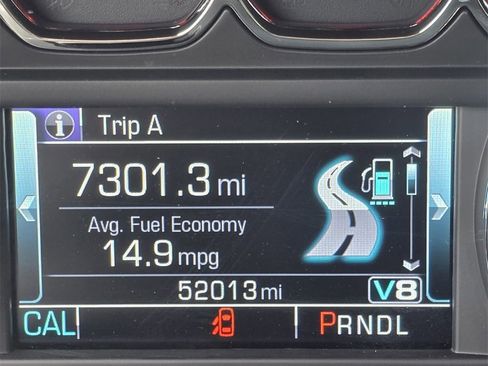 i Trip A
7301.3 mi
Avg. Fuel Economy
14.9 mpg
52013 mi V8
CAL PRNDL